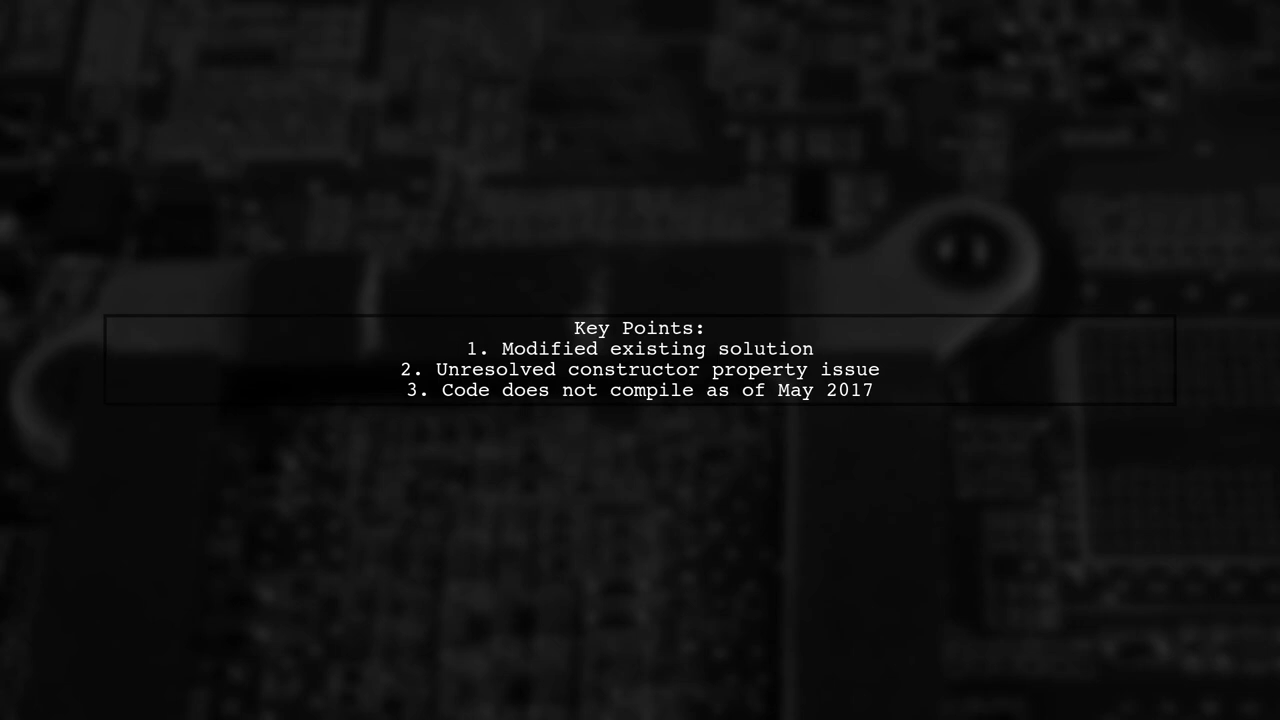 Key Points:
1. Modified existing solution
2. Unresolved constructor property issue
3. Code does not compile as of May 2017